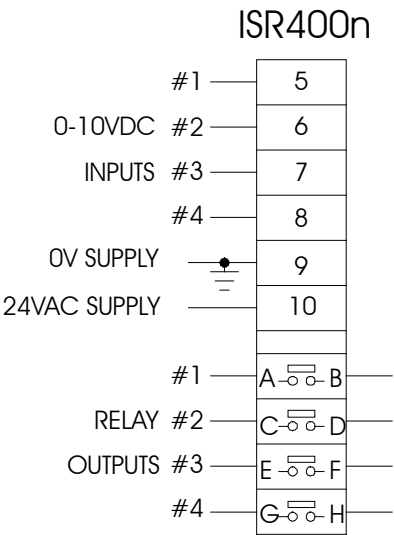 ISR400n
#1 5
0-10VDC #2 6
INPUTS #3 7
#4 8
0V SUPPLY 9
24VAC SUPPLY 10
#1 A B
RELAY #2 C D
OUTPUTS #3 E F
#4 G H